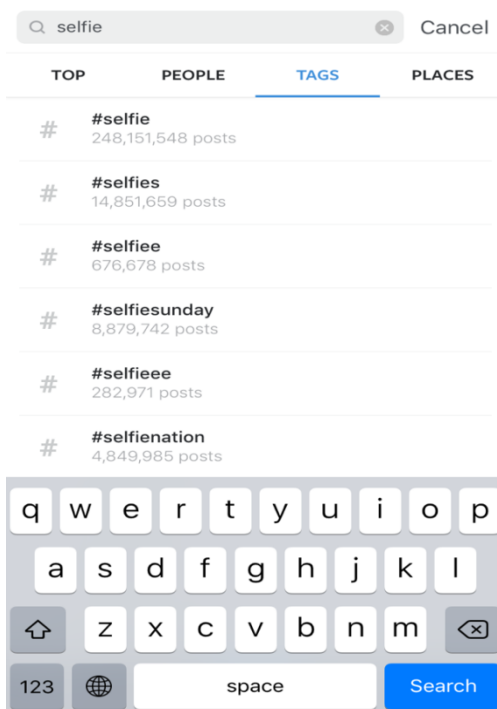 selfie Cancel
TOP PEOPLE TAGS PLACES
#selfie
248,151,548 posts
#selfies
14,851,659 posts
#selfiee
676,678 posts
#selfiesunday
8,879,742 posts
#selfieee
282,971 posts
#selfienation
4,849,985 posts
q w e r t y u i o p
a s d f g h j k l
z x c v b n m
123 space Search